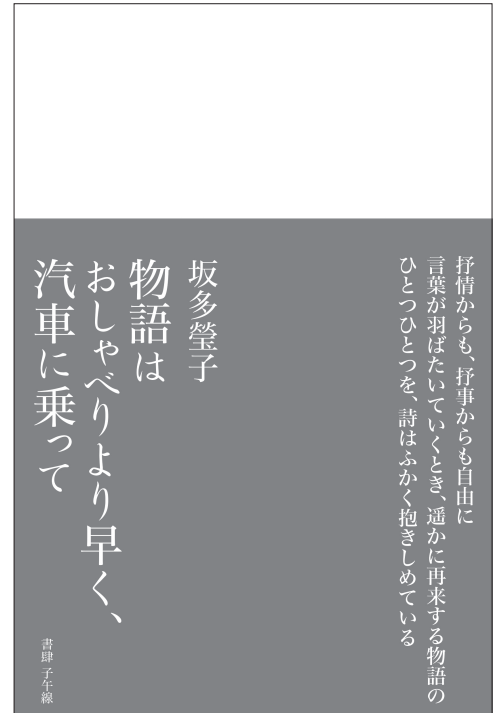 抒情からも、抒事からも自由に
言葉が羽ばたいていくとき、遥かに再来する物語の
ひとつひとつを、詩はふかく抱きしめている
坂多瑩子
物語は
おしゃべりより早く、
汽車に乗って
書肆 子午線